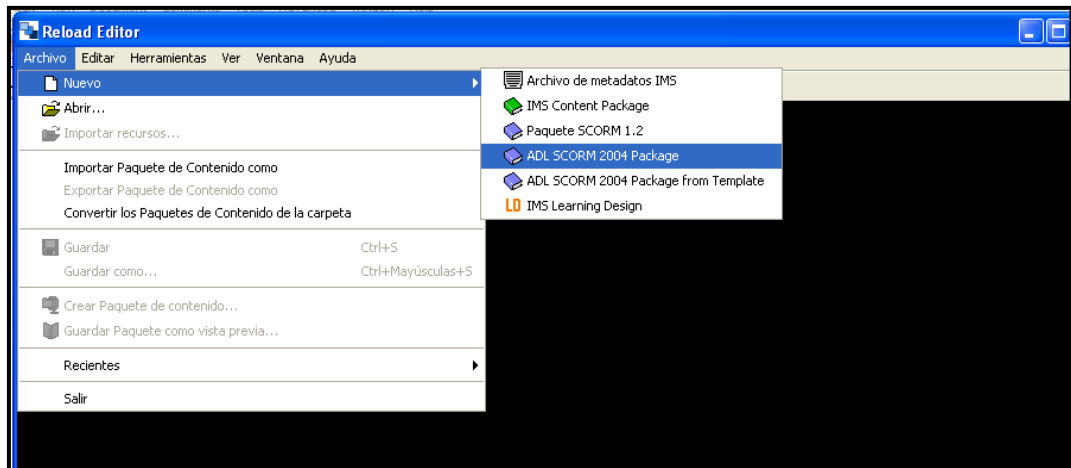 Reload Editor
Archivo Editar Herramientas Ver Ventana Ayuda
Nuevo
Abrir...
Importar recursos...
Importar Paquete de Contenido como
Exportar Paquete de Contenido como
Convertir los Paquetes de Contenido de la carpeta
Guardar Ctrl+S
Guardar como... Ctrl+Mayúsculas+S
Crear Paquete de contenido...
Guardar Paquete como vista previa...
Recientes
Salir
Archivo de metadatos IMS
IMS Content Package
Paquete SCORM 1.2
ADL SCORM 2004 Package
ADL SCORM 2004 Package from Template
LD IMS Learning Design